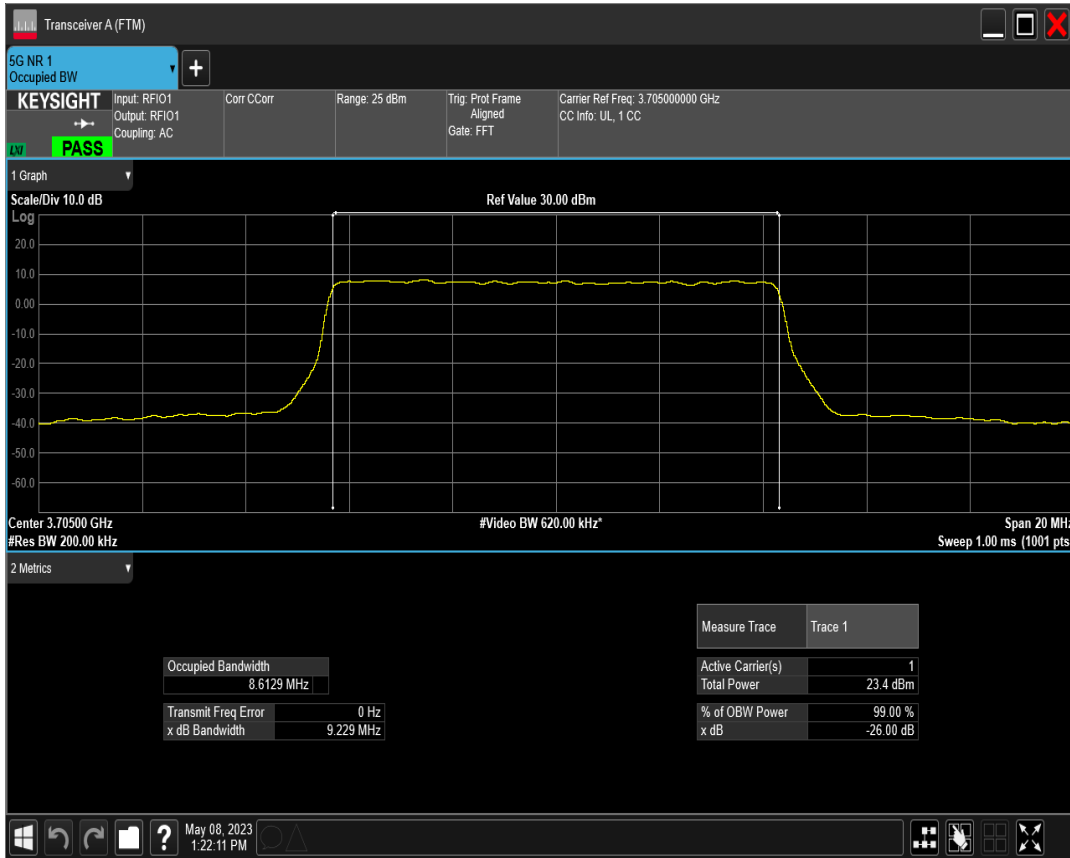 Transceiver A (FTM)
5G NR 1
Occupied BW
+
KEYSIGHT
LXI
PASS
Input: RFIO1
Output: RFIO1
Coupling: AC
Corr CCorr
Range: 25 dBm
Trig: Prot Frame
Aligned
Gate: FFT
Carrier Ref Freq: 3.705000000 GHz
CC Info: UL, 1 CC
1 Graph
Scale/Div 10.0 dB
Ref Value 30.00 dBm
Log
20.0
10.0
0.00
-10.0
-20.0
-30.0
-40.0
-50.0
-60.0
Center 3.70500 GHz
#Video BW 620.00 kHz*
Span 20 MHz
#Res BW 200.00 kHz
Sweep 1.00 ms (1001 pts
2 Metrics
Measure Trace Trace 1
Occupied Bandwidth
8.6129 MHz
Active Carrier(s) 1
Total Power 23.4 dBm
Transmit Freq Error 0 Hz
x dB Bandwidth 9.229 MHz
% of OBW Power 99.00 %
x dB -26.00 dB
?
May 08, 2023
1:22:11 PM